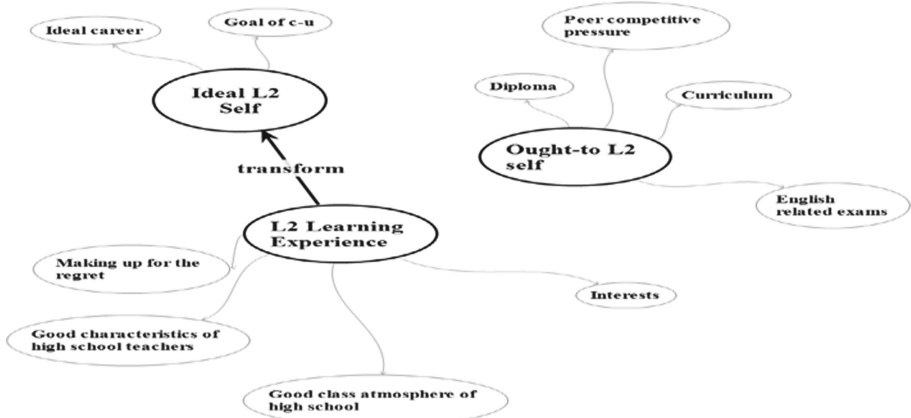 Ideal career
Goal of c-u
Peer competitive
pressure
Ideal L2
Self
Diploma
Curriculum
Ought-to L2
self
transform
English
related exams
L2 Learning
Experience
Making up for the
regret
Interests
Good characteristics of
high school teachers
Good class atmosphere of
high school